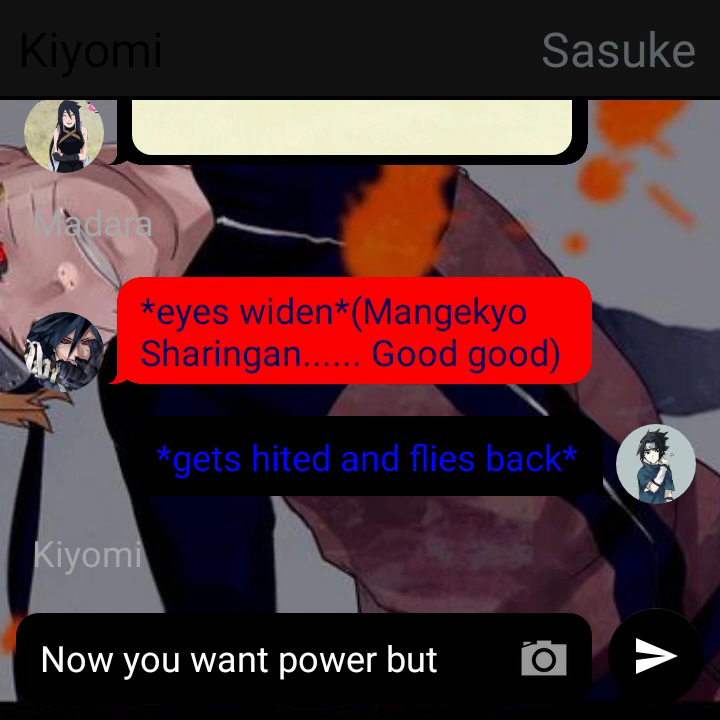 Kiyomi
Sasuke
Madara
*eyes widen*(Mangekyo
Sharingan...... Good good)
*gets hited and flies back*
Kiyomi
Now you want power but